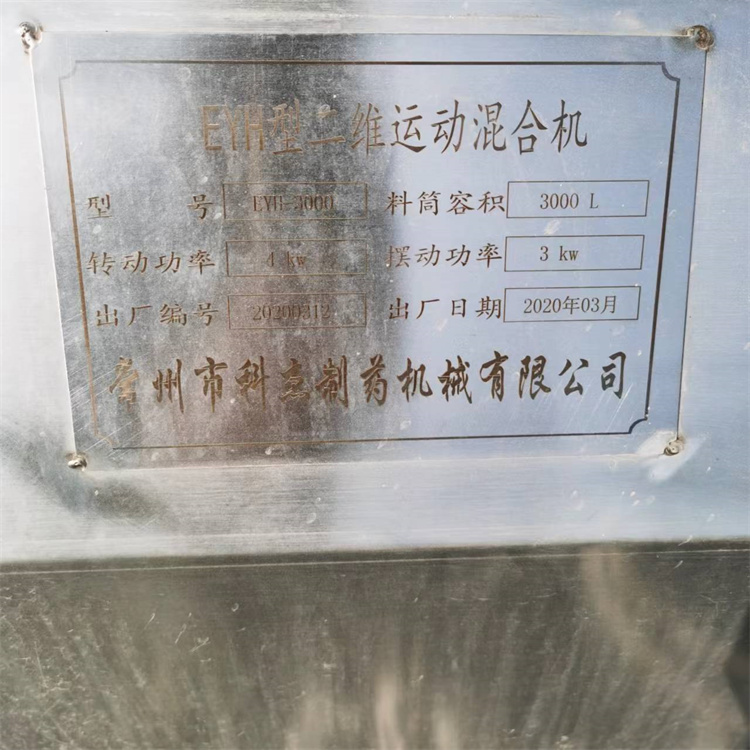 EYH型二维运动混合机
型 号 EYH-3000 料筒容积 3000 L
转动功率 4 kw 摆动功率 3 kw
出厂编号 20200312 出厂日期 2020年03月
常州市科杰制药机械有限公司